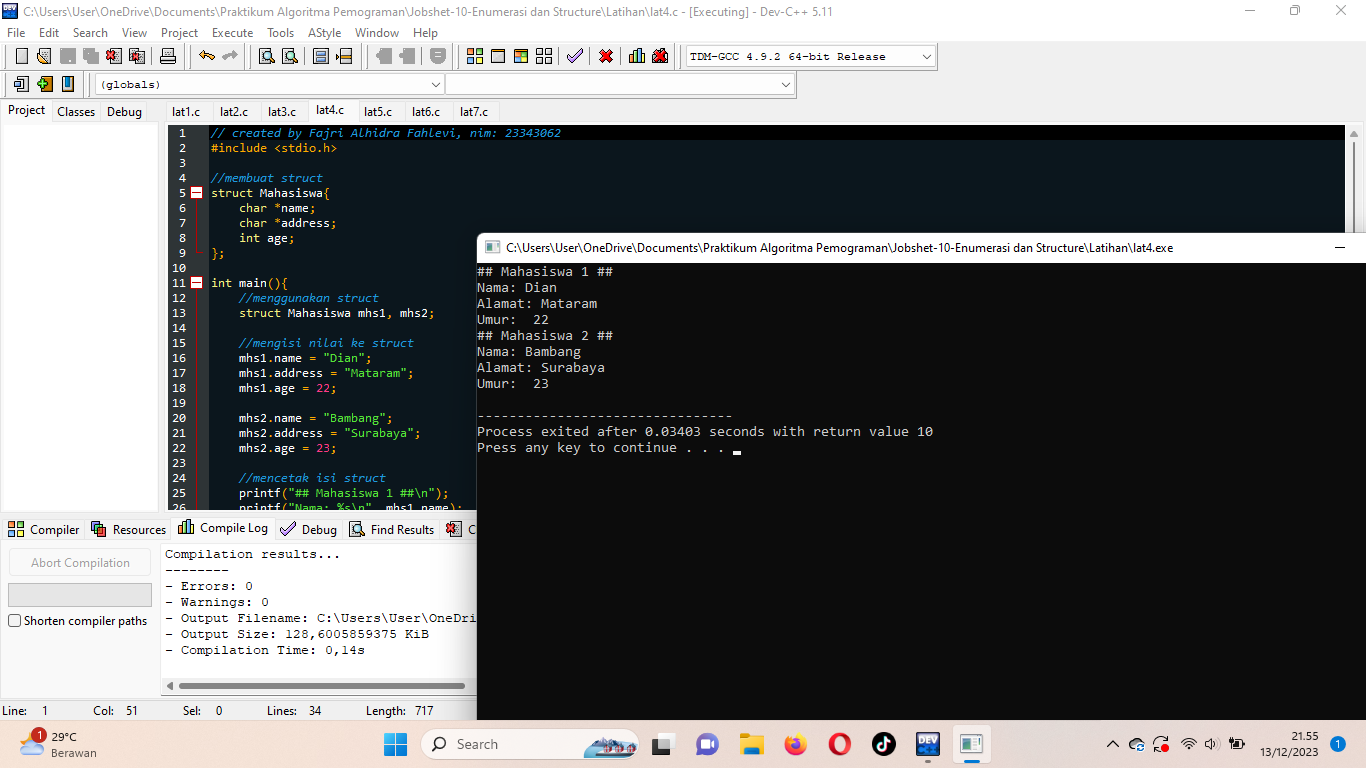 C:\Users\User\OneDrive\Documents\Praktikum Algoritma Pemograman\Jobshet-10-Enumerasi dan Structure\Latihan\lat4.c - [Executing] - Dev-C++ 5.11
File Edit Search View Project Execute Tools AStyle Window Help
TDM-GCC 4.9.2 64-bit Release
(globals)
Project Classes Debug
lat1.c lat2.c lat3.c lat4.c lat5.c lat6.c lat7.c
1 // created by Fajri Alhidra Fahlevi, nim: 23343062
2 #include <stdio.h>
3
4 //membuat struct
5 struct Mahasiswa{
6 char *name;
7 char *address;
8 int age;
9 };
10
11 int main(){
12 //menggunakan struct
13 struct Mahasiswa mhs1, mhs2;
14
15 //mengisi nilai ke struct
16 mhs1.name = "Dian";
17 mhs1.address = "Mataram";
18 mhs1.age = 22;
19
20 mhs2.name = "Bambang";
21 mhs2.address = "Surabaya";
22 mhs2.age = 23;
23
24 //mencetak isi struct
25 printf("## Mahasiswa 1 ##\n");
26 printf("Nama: %s\n", mhs1.name);
C:\Users\User\OneDrive\Documents\Praktikum Algoritma Pemograman\Jobshet-10-Enumerasi dan Structure\Latihan\lat4.exe
## Mahasiswa 1 ##
Nama: Dian
Alamat: Mataram
Umur:  22
## Mahasiswa 2 ##
Nama: Bambang
Alamat: Surabaya
Umur:  23
--------------------------------
Process exited after 0.03403 seconds with return value 10
Press any key to continue . . .
Compiler Resources Compile Log Debug Find Results
Abort Compilation
Shorten compiler paths
Compilation results...
--------
- Errors: 0
- Warnings: 0
- Output Filename: C:\Users\User\OneDri
- Output Size: 128,6005859375 KiB
- Compilation Time: 0,14s
Line: 1 Col: 51 Sel: 0 Lines: 34 Length: 717
1
29°C
Berawan
Search
DEV
21.55
13/12/2023
1